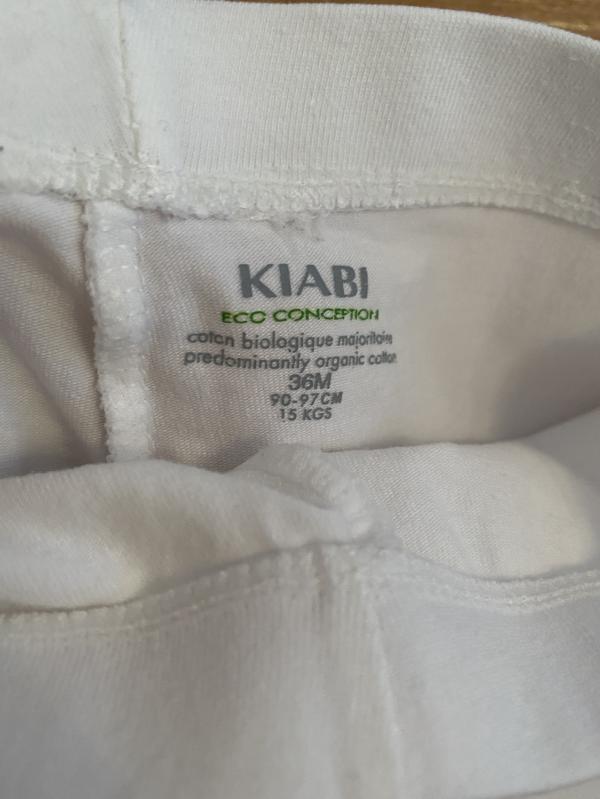 KIABI
ECO CONCEPTION
coton biologique majoritaire
predominantly organic cotton
36M
90-97CM
15 KGS